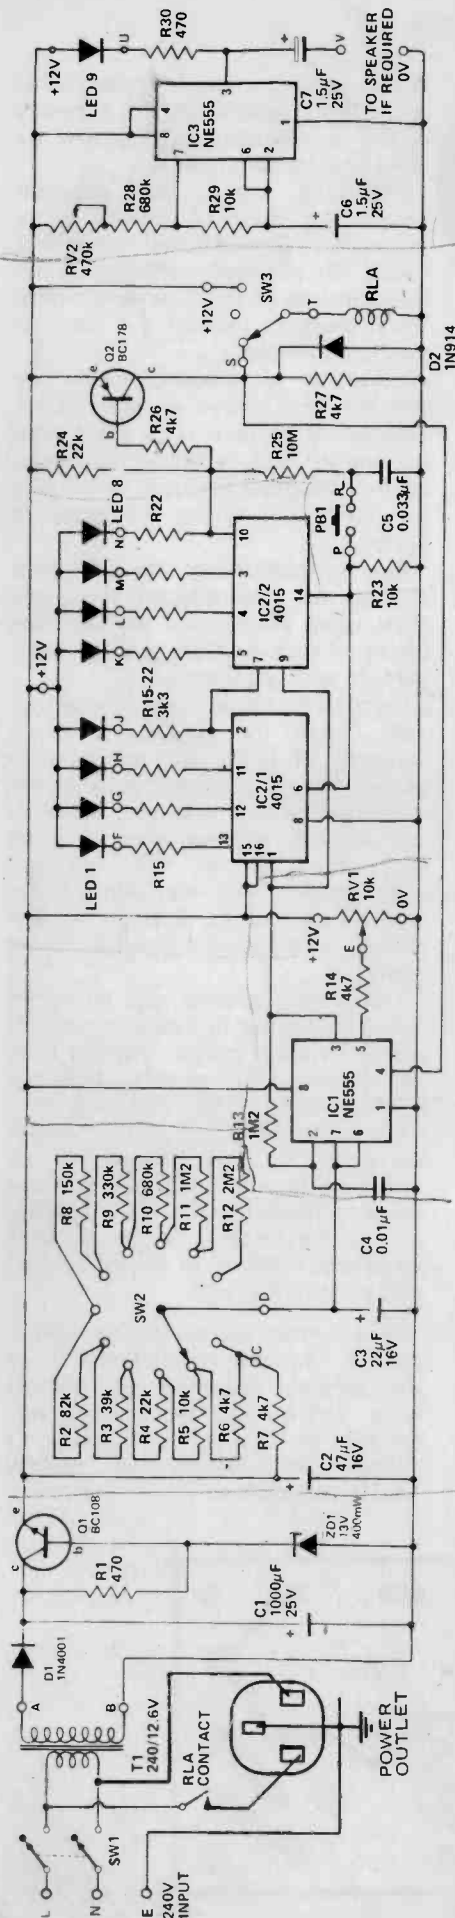 L
N
E
240V
INPUT
SW1
T1
240/12.6V
A
B
D1
1N4001
RLA
CONTACT
POWER
OUTLET
R1
470
c
e
b
Q1
BC108
C1
1000µF
25V
+
ZD1
13V
400mW
C2
47µF
16V
+
R2 82k
R3 39k
R4 22k
R5 10k
R6 4k7
R7 4k7
C
SW2
D
R8 150k
R9 330k
R10 680k
R11 1M2
R12 2M2
C3
22µF
16V
+
C4
0.01µF
R13
1M2
IC1
NE555
2
7
6
1
8
3
5
4
R14
4k7
E
+12V
RV1
10k
0V
LED 1
F
G
H
J
R15
R15-22
3k3
13
12
11
2
15
16
1
8
6
IC2/1
4015
+12V
K
L
M
N
LED 8
R22
5
4
3
10
7
9
14
IC2/2
4015
R24
22k
R26
4k7
R25
10M
PB1
P
R
R23
10k
C5
0.033µF
Q2
BC178
e
b
c
S
SW3
+12V
T
RLA
R27
4k7
D2
1N914
RV2
470k
R28
680k
R29
10k
C6
1.5µF
25V
+
IC3
NE555
7
6
2
8
4
3
1
+12V
LED 9
U
R30
470
+
C7
1.5µF
25V
V
TO SPEAKER
IF REQUIRED
0V